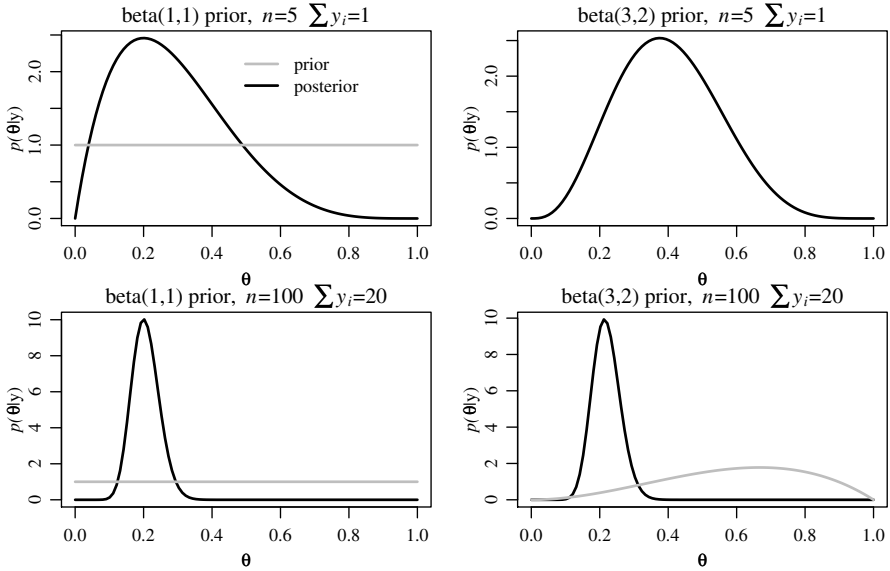 beta(1,1) prior, n=5 ∑yᵢ=1
p(θ|y)
0.0 1.0 2.0
prior
posterior
0.0 0.2 0.4 0.6 0.8 1.0
θ
beta(3,2) prior, n=5 ∑yᵢ=1
p(θ|y)
0.0 1.0 2.0
0.0 0.2 0.4 0.6 0.8 1.0
θ
beta(1,1) prior, n=100 ∑yᵢ=20
p(θ|y)
0 2 4 6 8 10
0.0 0.2 0.4 0.6 0.8 1.0
θ
beta(3,2) prior, n=100 ∑yᵢ=20
p(θ|y)
0 2 4 6 8 10
0.0 0.2 0.4 0.6 0.8 1.0
θ